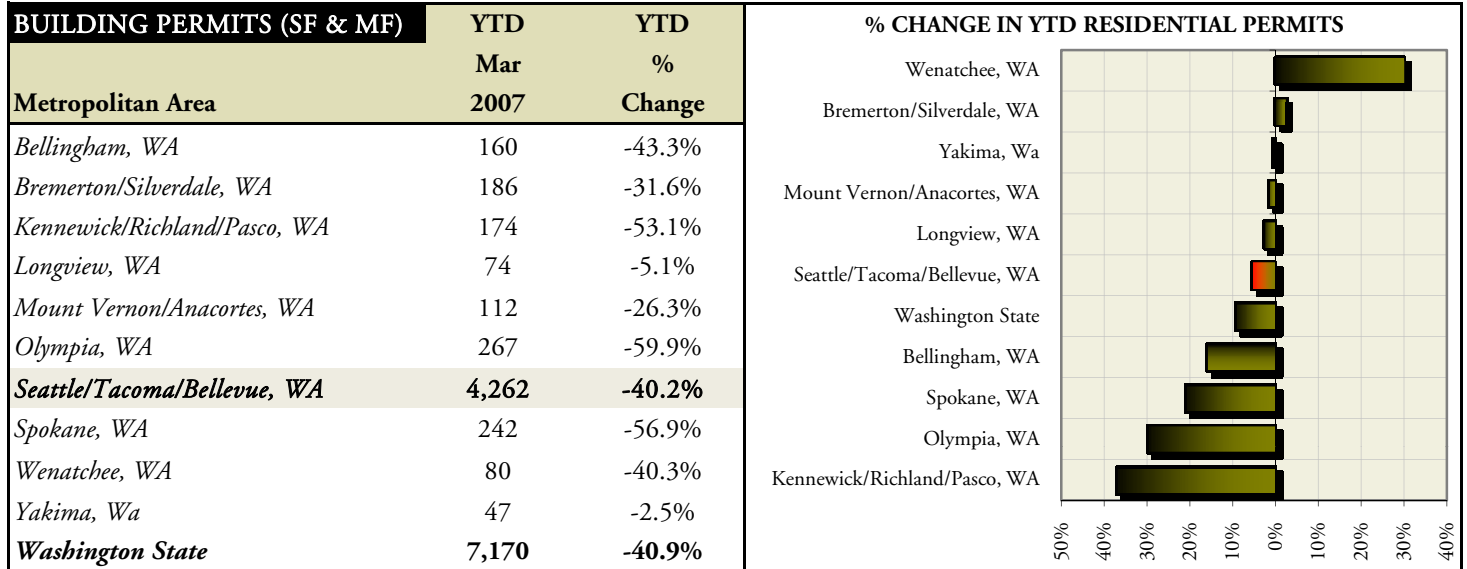 BUILDING PERMITS (SF & MF) YTD YTD
Mar %
Metropolitan Area 2007 Change
Bellingham, WA 160 -43.3%
Bremerton/Silverdale, WA 186 -31.6%
Kennewick/Richland/Pasco, WA 174 -53.1%
Longview, WA 74 -5.1%
Mount Vernon/Anacortes, WA 112 -26.3%
Olympia, WA 267 -59.9%
Seattle/Tacoma/Bellevue, WA 4,262 -40.2%
Spokane, WA 242 -56.9%
Wenatchee, WA 80 -40.3%
Yakima, Wa 47 -2.5%
Washington State 7,170 -40.9%
% CHANGE IN YTD RESIDENTIAL PERMITS
Wenatchee, WA
Bremerton/Silverdale, WA
Yakima, Wa
Mount Vernon/Anacortes, WA
Longview, WA
Seattle/Tacoma/Bellevue, WA
Washington State
Bellingham, WA
Spokane, WA
Olympia, WA
Kennewick/Richland/Pasco, WA
50% 40% 30% 20% 10% 0% 10% 20% 30% 40%